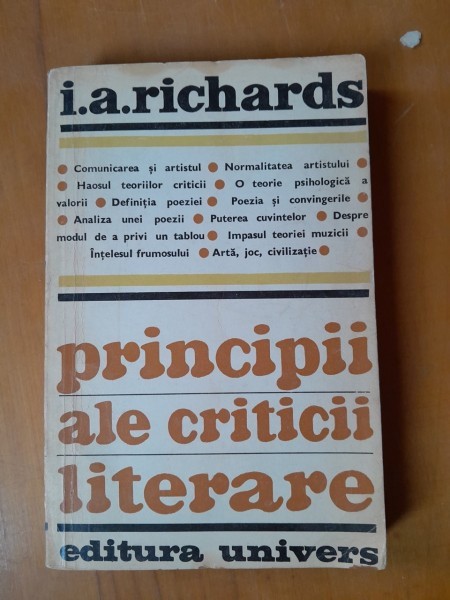 i.a.richards
● Comunicarea și artistul ● Normalitatea artistului ●
● Haosul teoriilor criticii ● O teorie psihologică a
valorii ● Definiția poeziei ● Poezia și convingerile ●
● Analiza unei poezii ● Puterea cuvintelor ● Despre
modul de a privi un tablou ● Impasul teoriei muzicii ●
Înțelesul frumosului ● Artă, joc, civilizație ●
principii
ale criticii
literare
editura univers